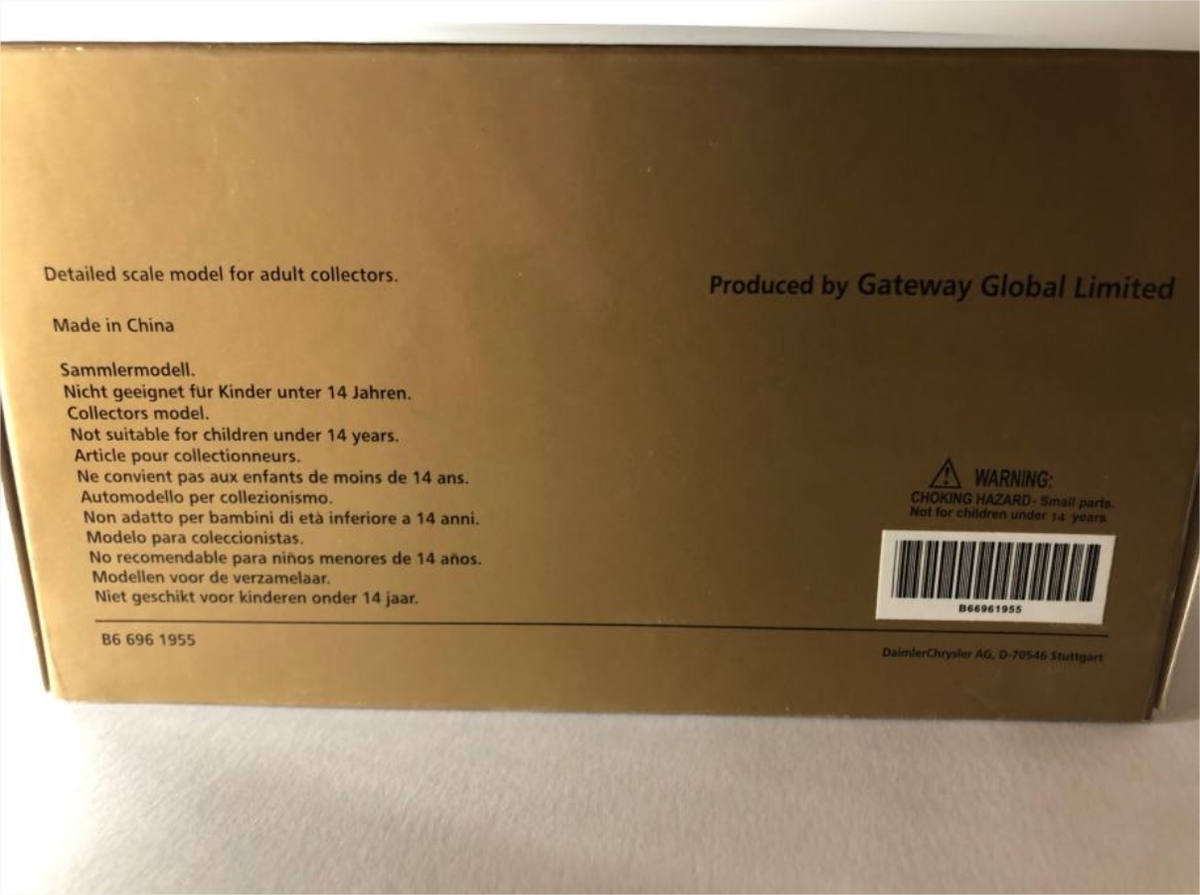 Detailed scale model for adult collectors.
Produced by Gateway Global Limited
Made in China
Sammlermodell.
Nicht geeignet für Kinder unter 14 Jahren.
Collectors model.
Not suitable for children under 14 years.
Article pour collectionneurs.
Ne convient pas aux enfants de moins de 14 ans.
Automodello per collezionismo.
Non adatto per bambini di età inferiore a 14 anni.
Modelo para coleccionistas.
No recomendable para niños menores de 14 años.
Modellen voor de verzamelaar.
Niet geschikt voor kinderen onder 14 jaar.
WARNING:
CHOKING HAZARD- Small parts.
Not for children under 14 years
B66961955
B6 696 1955
DaimlerChrysler AG, D-70546 Stuttgart